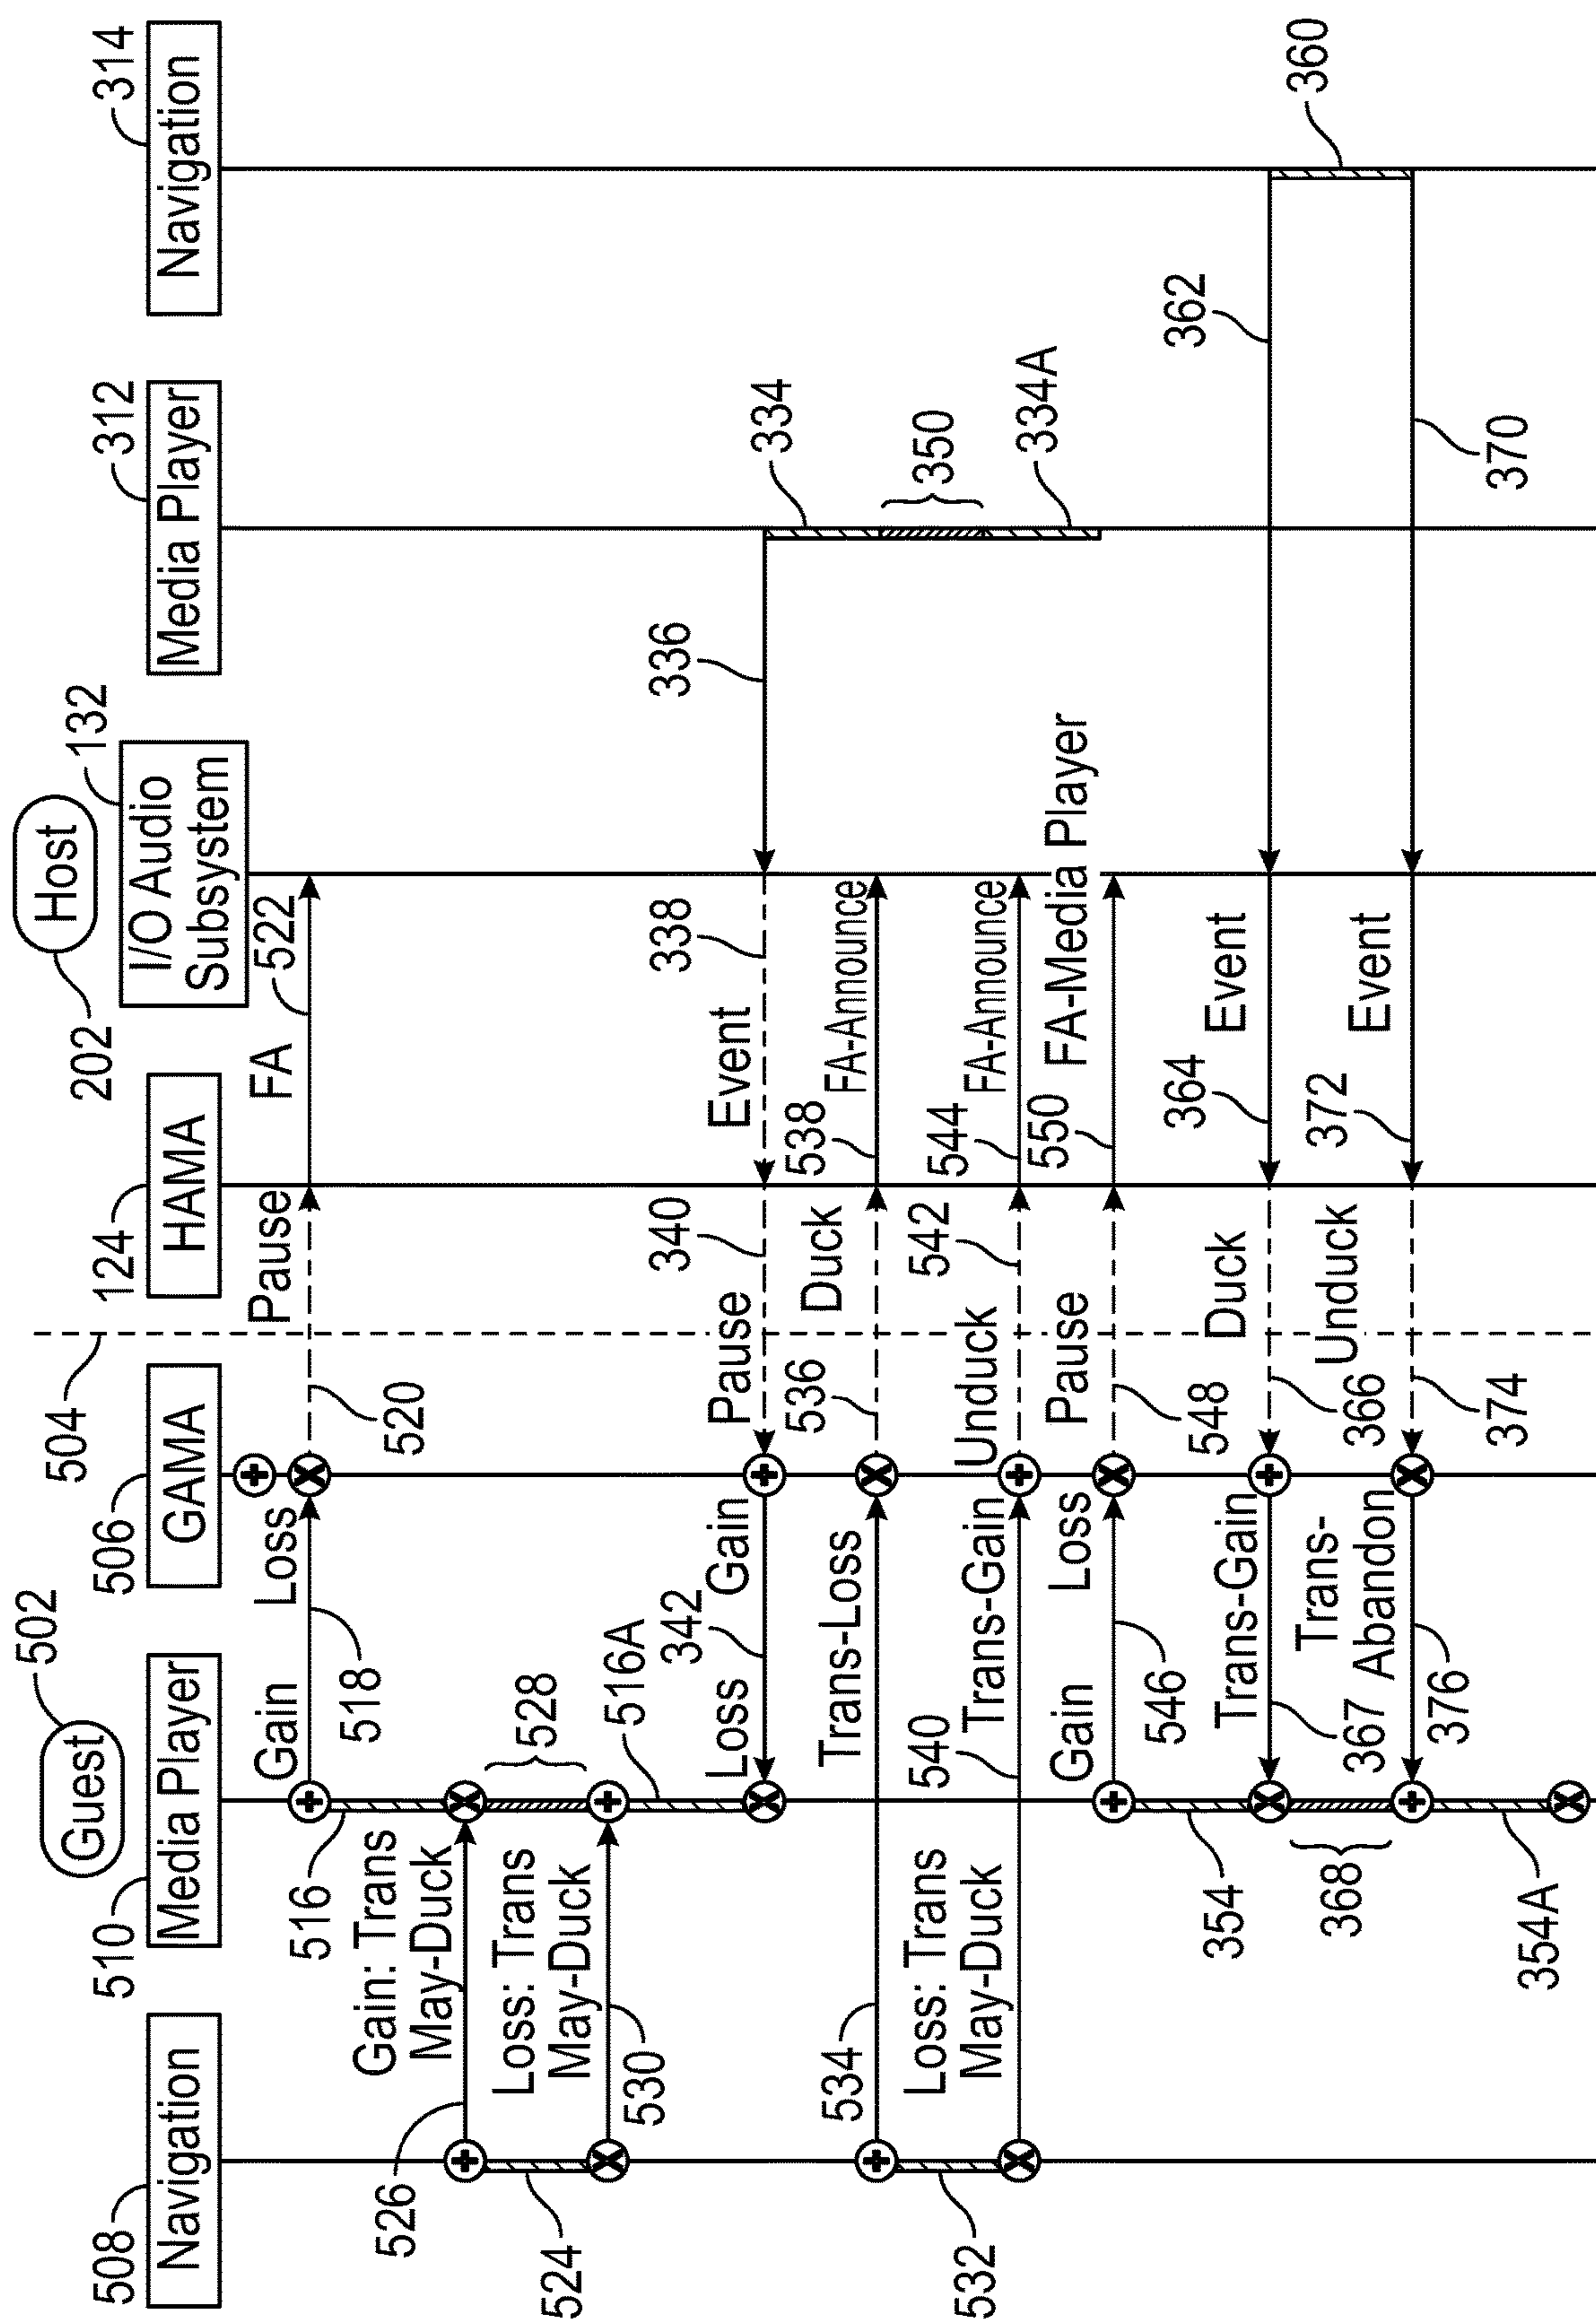 Guest
502
504
202
Host
508
Navigation
510
Media Player
506
GAMA
124
HAMA
I/O Audio
Subsystem
132
312
Media Player
314
Navigation
516
Gain
518
Loss
520
Pause
FA
522
526
Gain: Trans
May-Duck
524
528
Loss: Trans
May-Duck
530
516A
Loss
342
Gain
Pause
340
Event
338
336
334
534
Trans-Loss
536
Duck
538
FA-Announce
350
532
Loss: Trans
May-Duck
540
Trans-Gain
Unduck
542
544
FA-Announce
334A
Gain
546
Loss
Pause
548
550
FA-Media Player
354
Trans-Gain
367
366
Duck
364
Event
362
360
368
Trans-
Abandon
376
374
Unduck
372
Event
370
354A